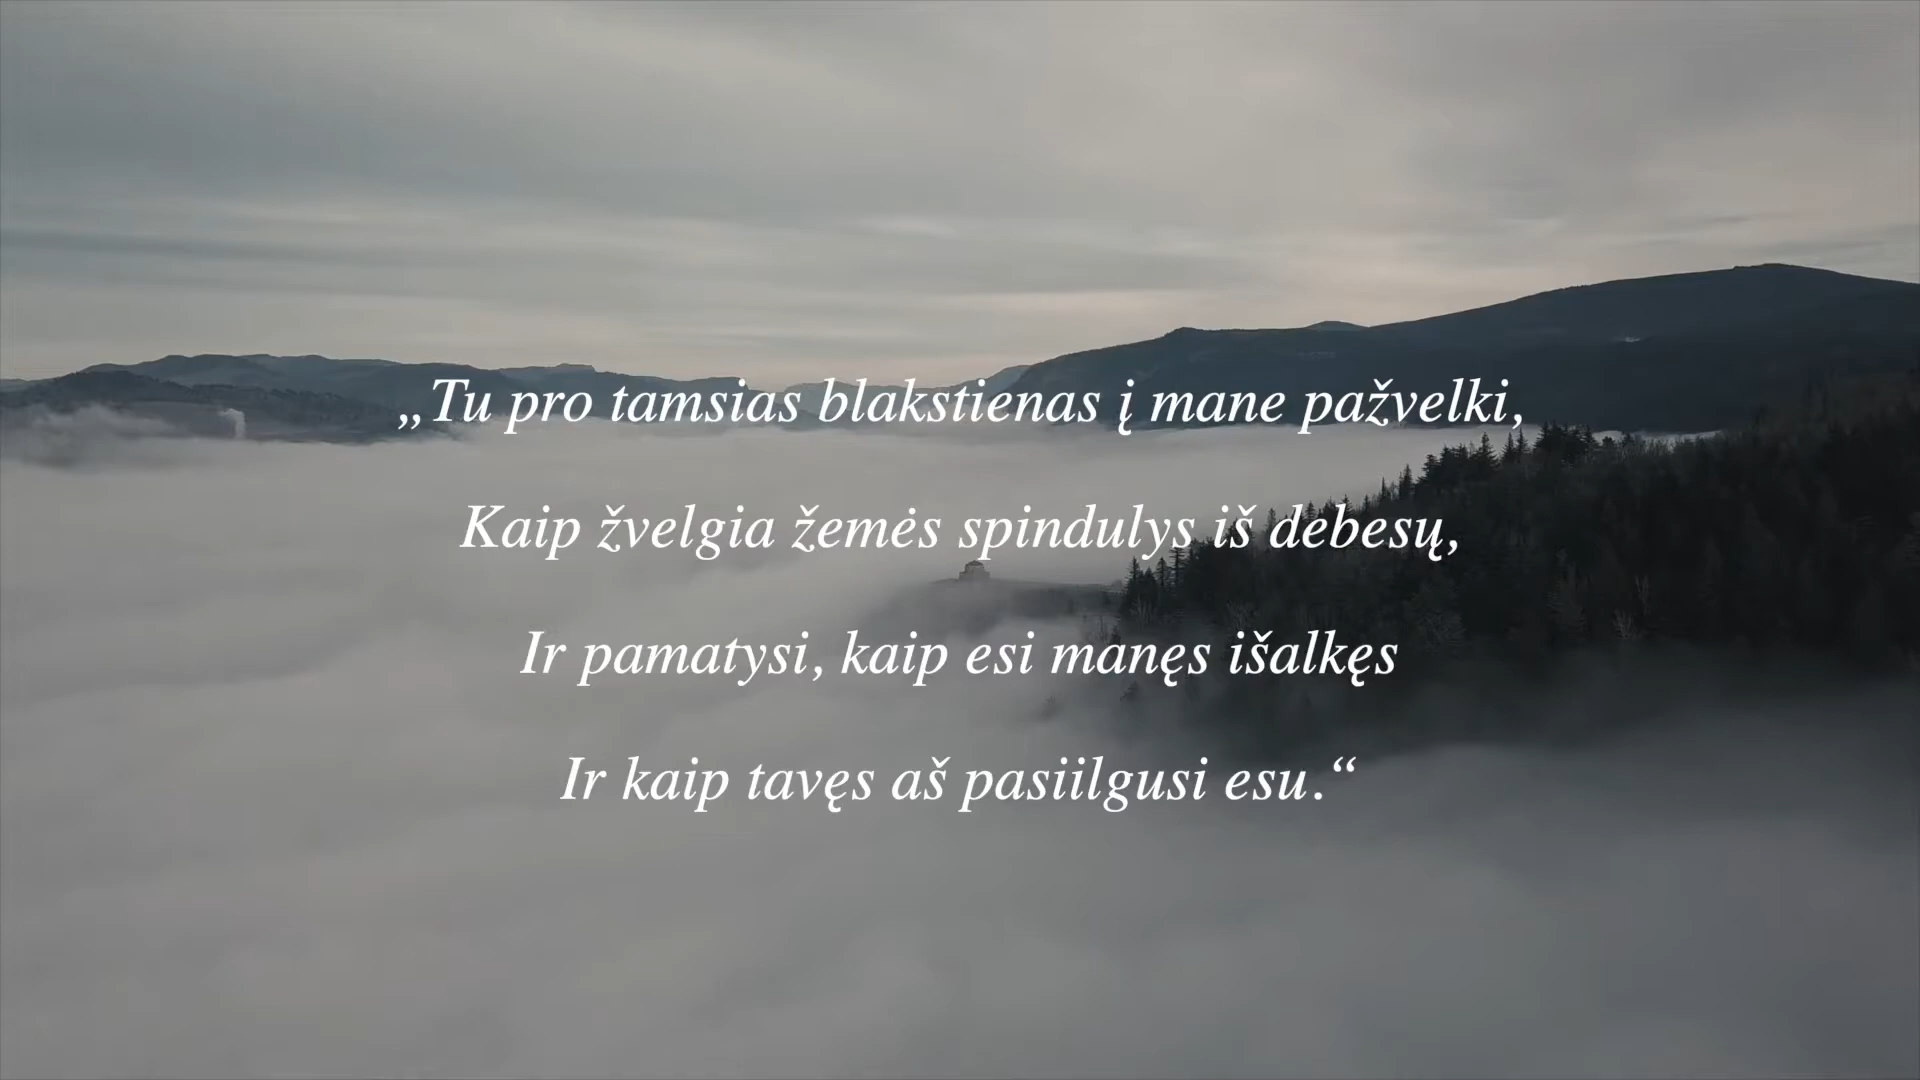 „Tu pro tamsias blakstienas į mane pažvelki,
Kaip žvelgia žemės spindulys iš debesų,
Ir pamatysi, kaip esi manęs išalkęs
Ir kaip tavęs aš pasiilgusi esu.“